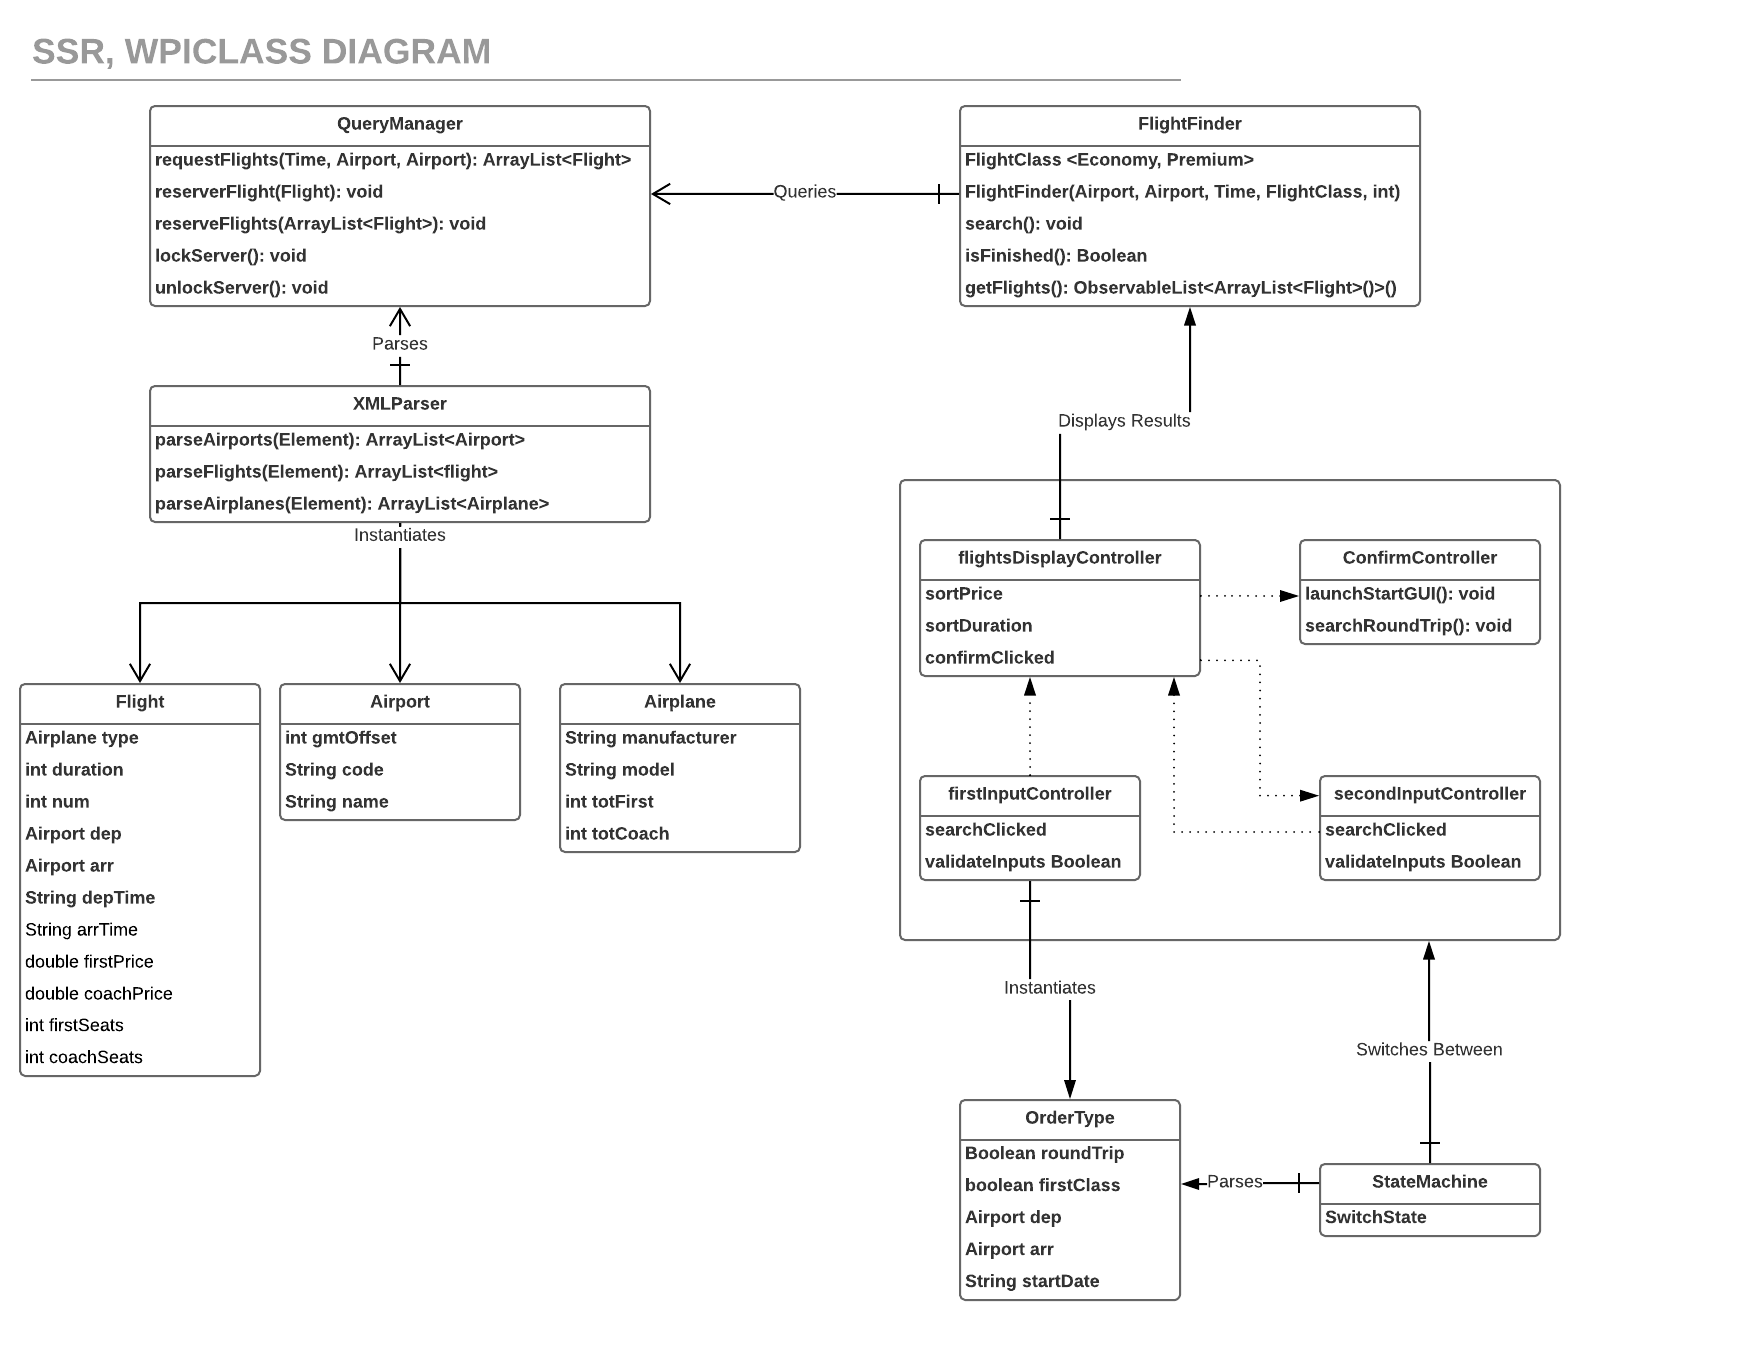 SSR, WPICLASS DIAGRAM
QueryManager
requestFlights(Time, Airport, Airport): ArrayList<Flight>
reserverFlight(Flight): void
reserveFlights(ArrayList<Flight>): void
lockServer(): void
unlockServer(): void
Queries
FlightFinder
FlightClass <Economy, Premium>
FlightFinder(Airport, Airport, Time, FlightClass, int)
search(): void
isFinished(): Boolean
getFlights(): ObservableList<ArrayList<Flight>()>()
Parses
XMLParser
parseAirports(Element): ArrayList<Airport>
parseFlights(Element): ArrayList<flight>
parseAirplanes(Element): ArrayList<Airplane>
Instantiates
Flight
Airplane type
int duration
int num
Airport dep
Airport arr
String depTime
String arrTime
double firstPrice
double coachPrice
int firstSeats
int coachSeats
Airport
int gmtOffset
String code
String name
Airplane
String manufacturer
String model
int totFirst
int totCoach
Displays Results
flightsDisplayController
sortPrice
sortDuration
confirmClicked
ConfirmController
launchStartGUI(): void
searchRoundTrip(): void
firstInputController
searchClicked
validateInputs Boolean
secondInputController
searchClicked
validateInputs Boolean
Instantiates
Switches Between
OrderType
Boolean roundTrip
boolean firstClass
Airport dep
Airport arr
String startDate
Parses
StateMachine
SwitchState